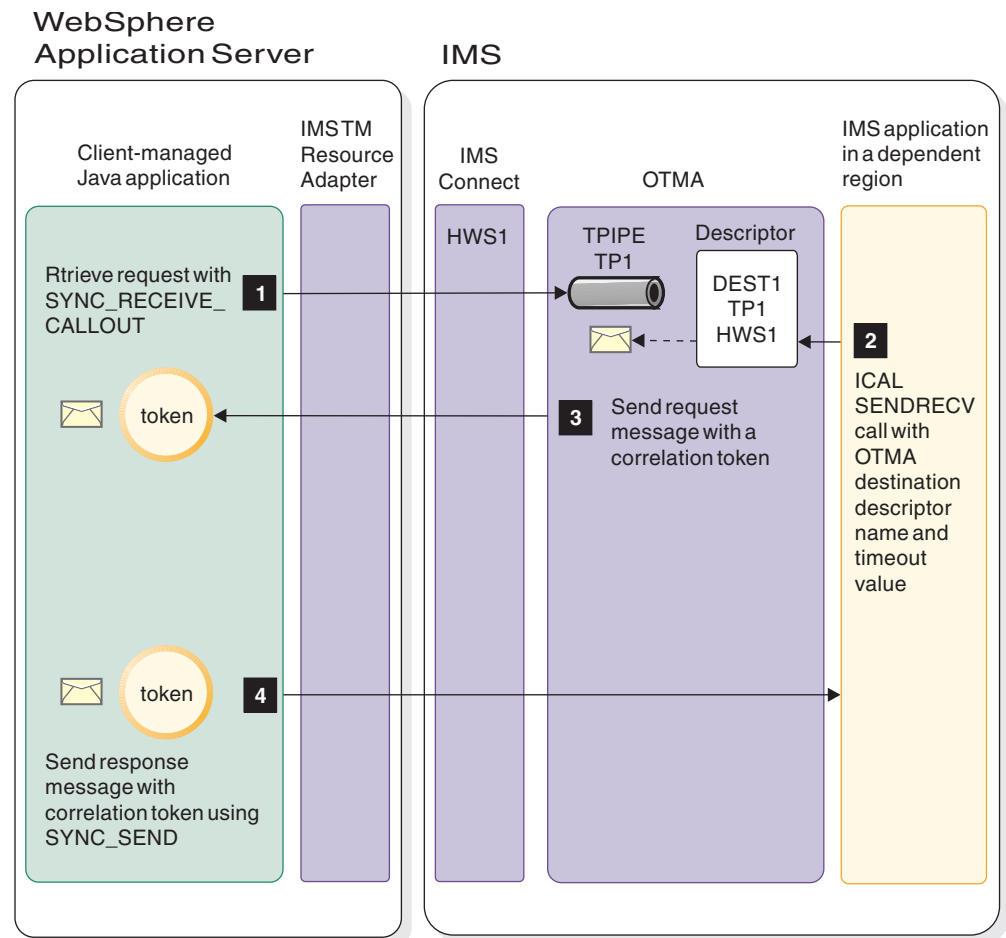 WebSphere
Application Server
IMS
Client-managed
Java application
IMS TM
Resource
Adapter
IMS
Connect
OTMA
IMS application
in a dependent
region
HWS1
TPIPE
TP1
Descriptor
DEST1
TP1
HWS1
Rtrieve request with
SYNC_RECEIVE_
CALLOUT
1
2
ICAL
SENDRECV
call with
OTMA
destination
descriptor
name and
timeout
value
token
3
Send request
message with a
correlation token
token
4
Send response
message with
correlation token using
SYNC_SEND